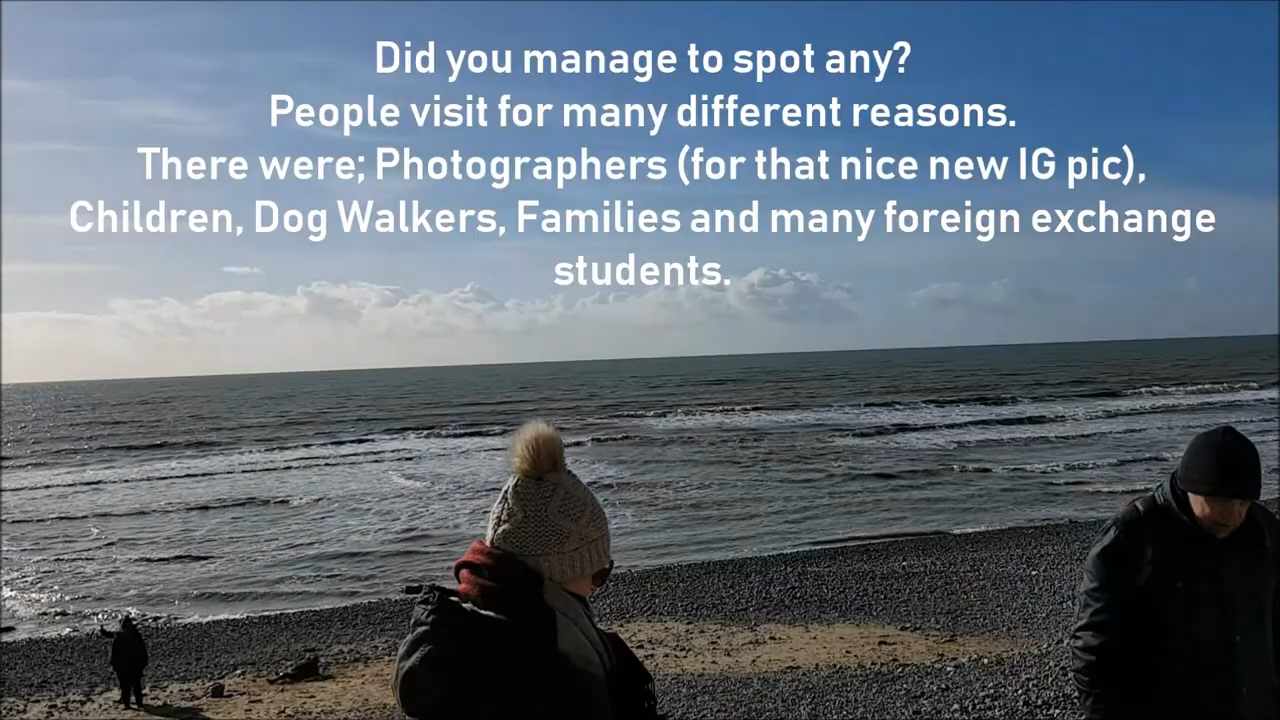 Did you manage to spot any?
People visit for many different reasons.
There were; Photographers (for that nice new IG pic),
Children, Dog Walkers, Families and many foreign exchange
students.